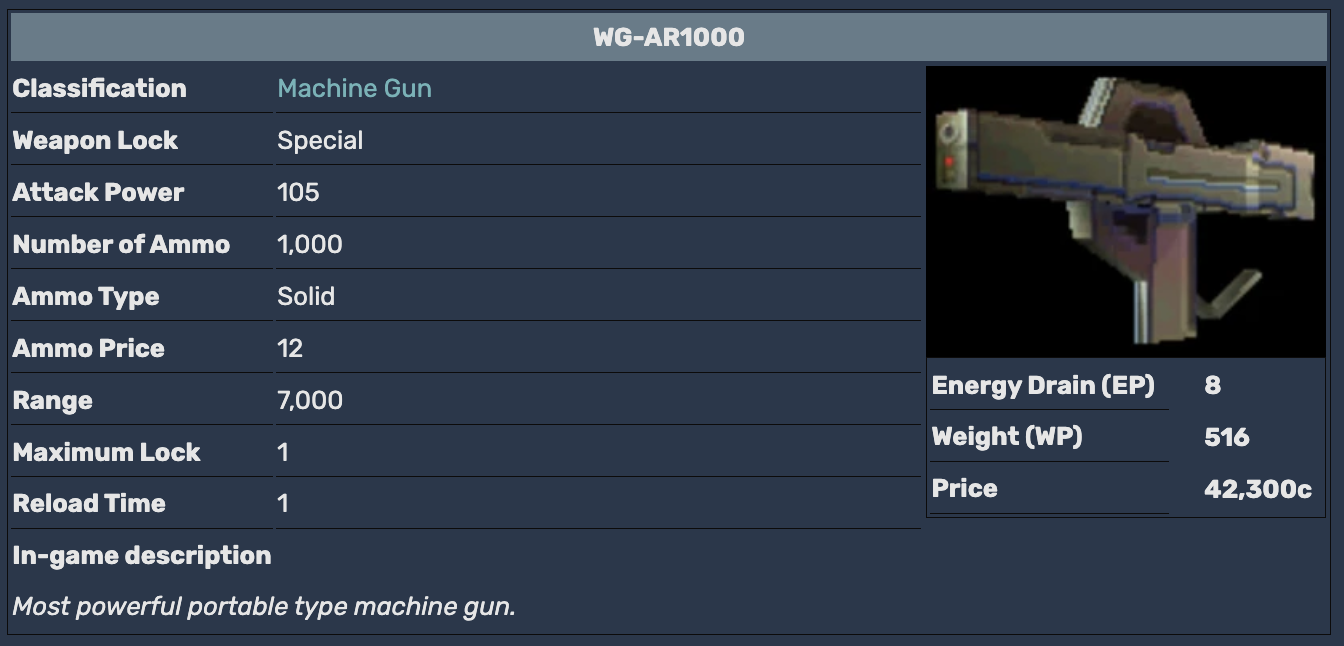 WG-AR1000
Classification Machine Gun
Weapon Lock Special
Attack Power 105
Number of Ammo 1,000
Ammo Type Solid
Ammo Price 12
Range 7,000
Maximum Lock 1
Reload Time 1
Energy Drain (EP) 8
Weight (WP) 516
Price 42,300c
In-game description
Most powerful portable type machine gun.